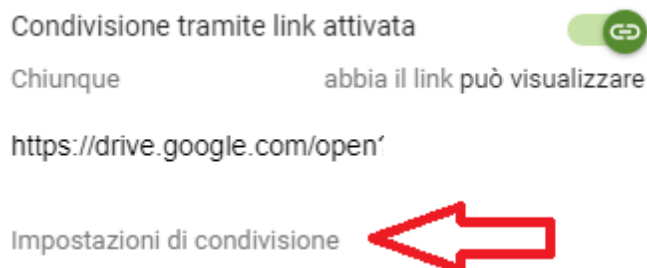 Condivisione tramite link attivata
Chiunque abbia il link può visualizzare
https://drive.google.com/open?
Impostazioni di condivisione